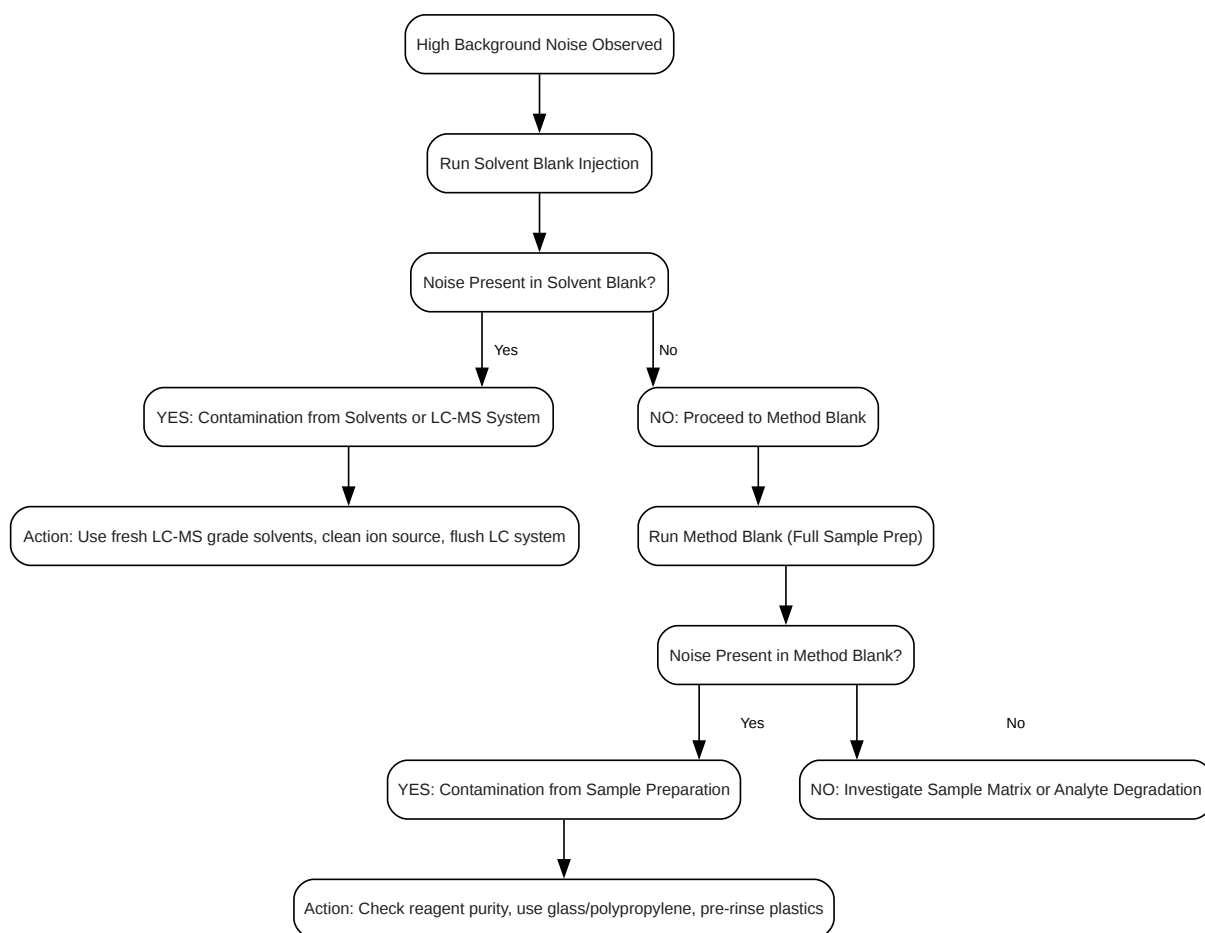 High Background Noise Observed
Run Solvent Blank Injection
Noise Present in Solvent Blank?
Yes
No
YES: Contamination from Solvents or LC-MS System
NO: Proceed to Method Blank
Action: Use fresh LC-MS grade solvents, clean ion source, flush LC system
Run Method Blank (Full Sample Prep)
Noise Present in Method Blank?
Yes
No
YES: Contamination from Sample Preparation
NO: Investigate Sample Matrix or Analyte Degradation
Action: Check reagent purity, use glass/polypropylene, pre-rinse plastics